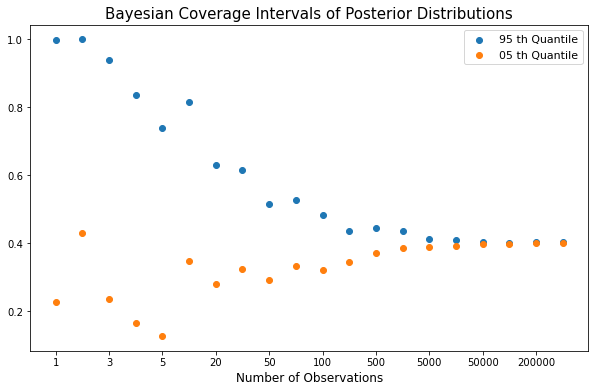 Bayesian Coverage Intervals of Posterior Distributions
95 th Quantile
05 th Quantile
1.0
0.8
0.6
0.4
0.2
1 3 5 20 50 100 500 5000 50000 200000
Number of Observations